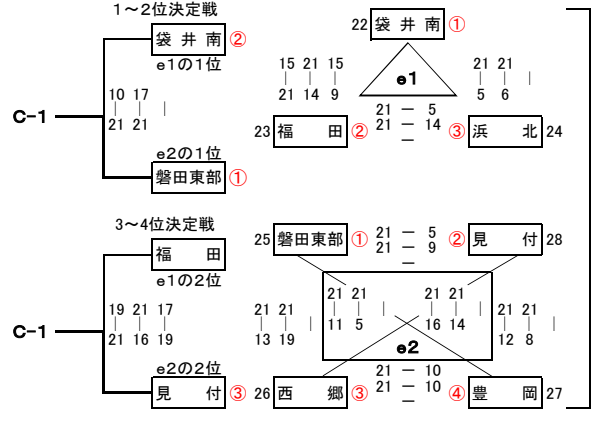 1～2位決定戦
袋 井 南 ②
e1の1位
10 17
| | |
21 21
C-1
e2の1位
磐田東部 ①
22 袋 井 南 ①
15 21 15
| | |
21 14 9
e1
21 21
| | |
5 6
21 ― 5
21 ― 14
―
23 福 田 ②
③ 浜 北 24
3～4位決定戦
福 田
e1の2位
19 21 17
| | |
21 16 19
C-1
e2の2位
見 付 ③
25 磐田東部 ①
21 ― 5
21 ― 9
―
② 見 付 28
21 21
| | |
13 19
21 21
| | |
11 5
21 21
| | |
16 14
21 21
| | |
12 8
e2
21 ― 10
21 ― 10
―
26 西 郷 ③
④ 豊 岡 27